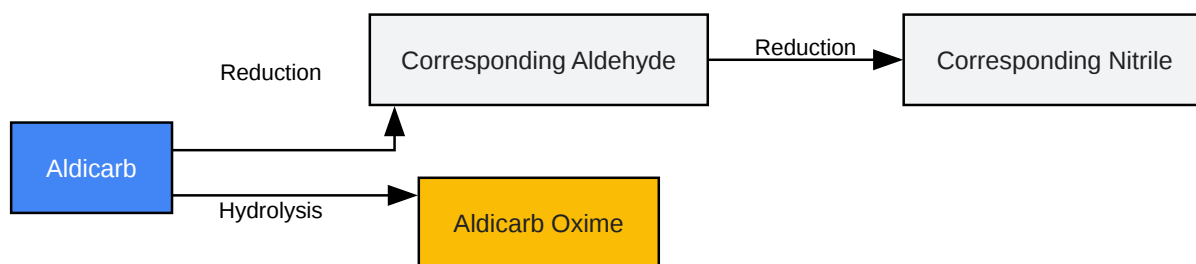 Corresponding Aldehyde
Reduction
Corresponding Nitrile
Reduction
Aldicarb
Hydrolysis
Aldicarb Oxime